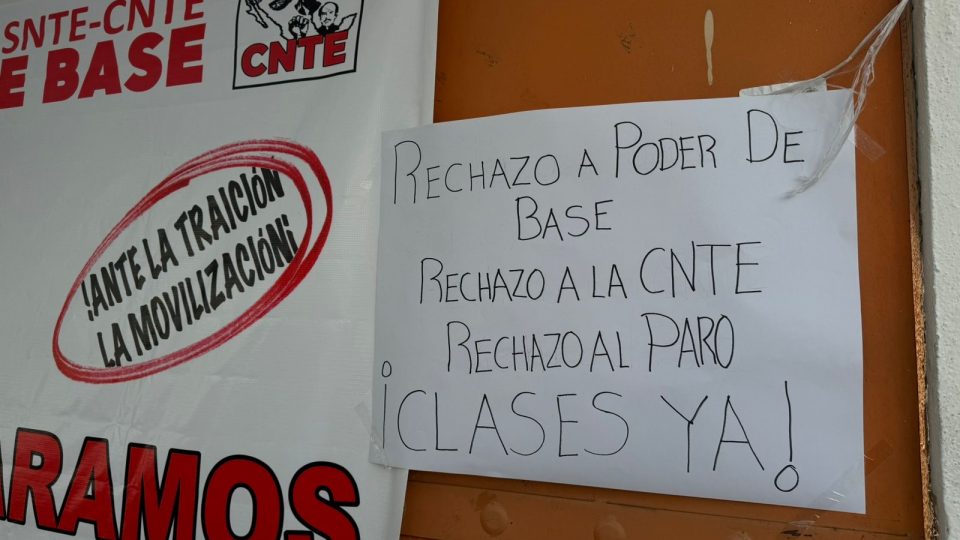 SNTE-CNTE
E BASE
CNTE
¡ANTE LA TRAICIÓN
LA MOVILIZACIÓN¡
ARAMOS
RECHAZO A PODER DE
BASE
RECHAZO A LA CNTE
RECHAZO AL PARO
¡CLASES YA!